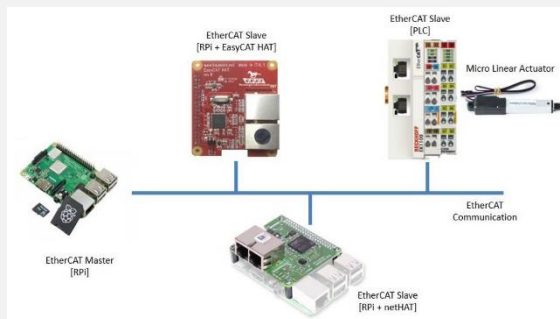 EtherCAT Slave
[RPi + EasyCAT HAT]
EtherCAT Slave
[PLC]
Micro Linear Actuator
BECKHOFF
EtherCAT
Communication
EtherCAT Master
[RPi]
EtherCAT Slave
[RPi + netHAT]